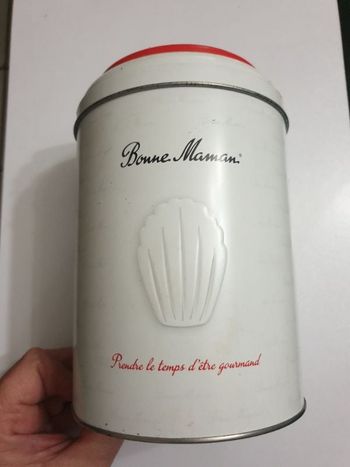 Bonne Maman®
Prendre le temps d'être gourmand